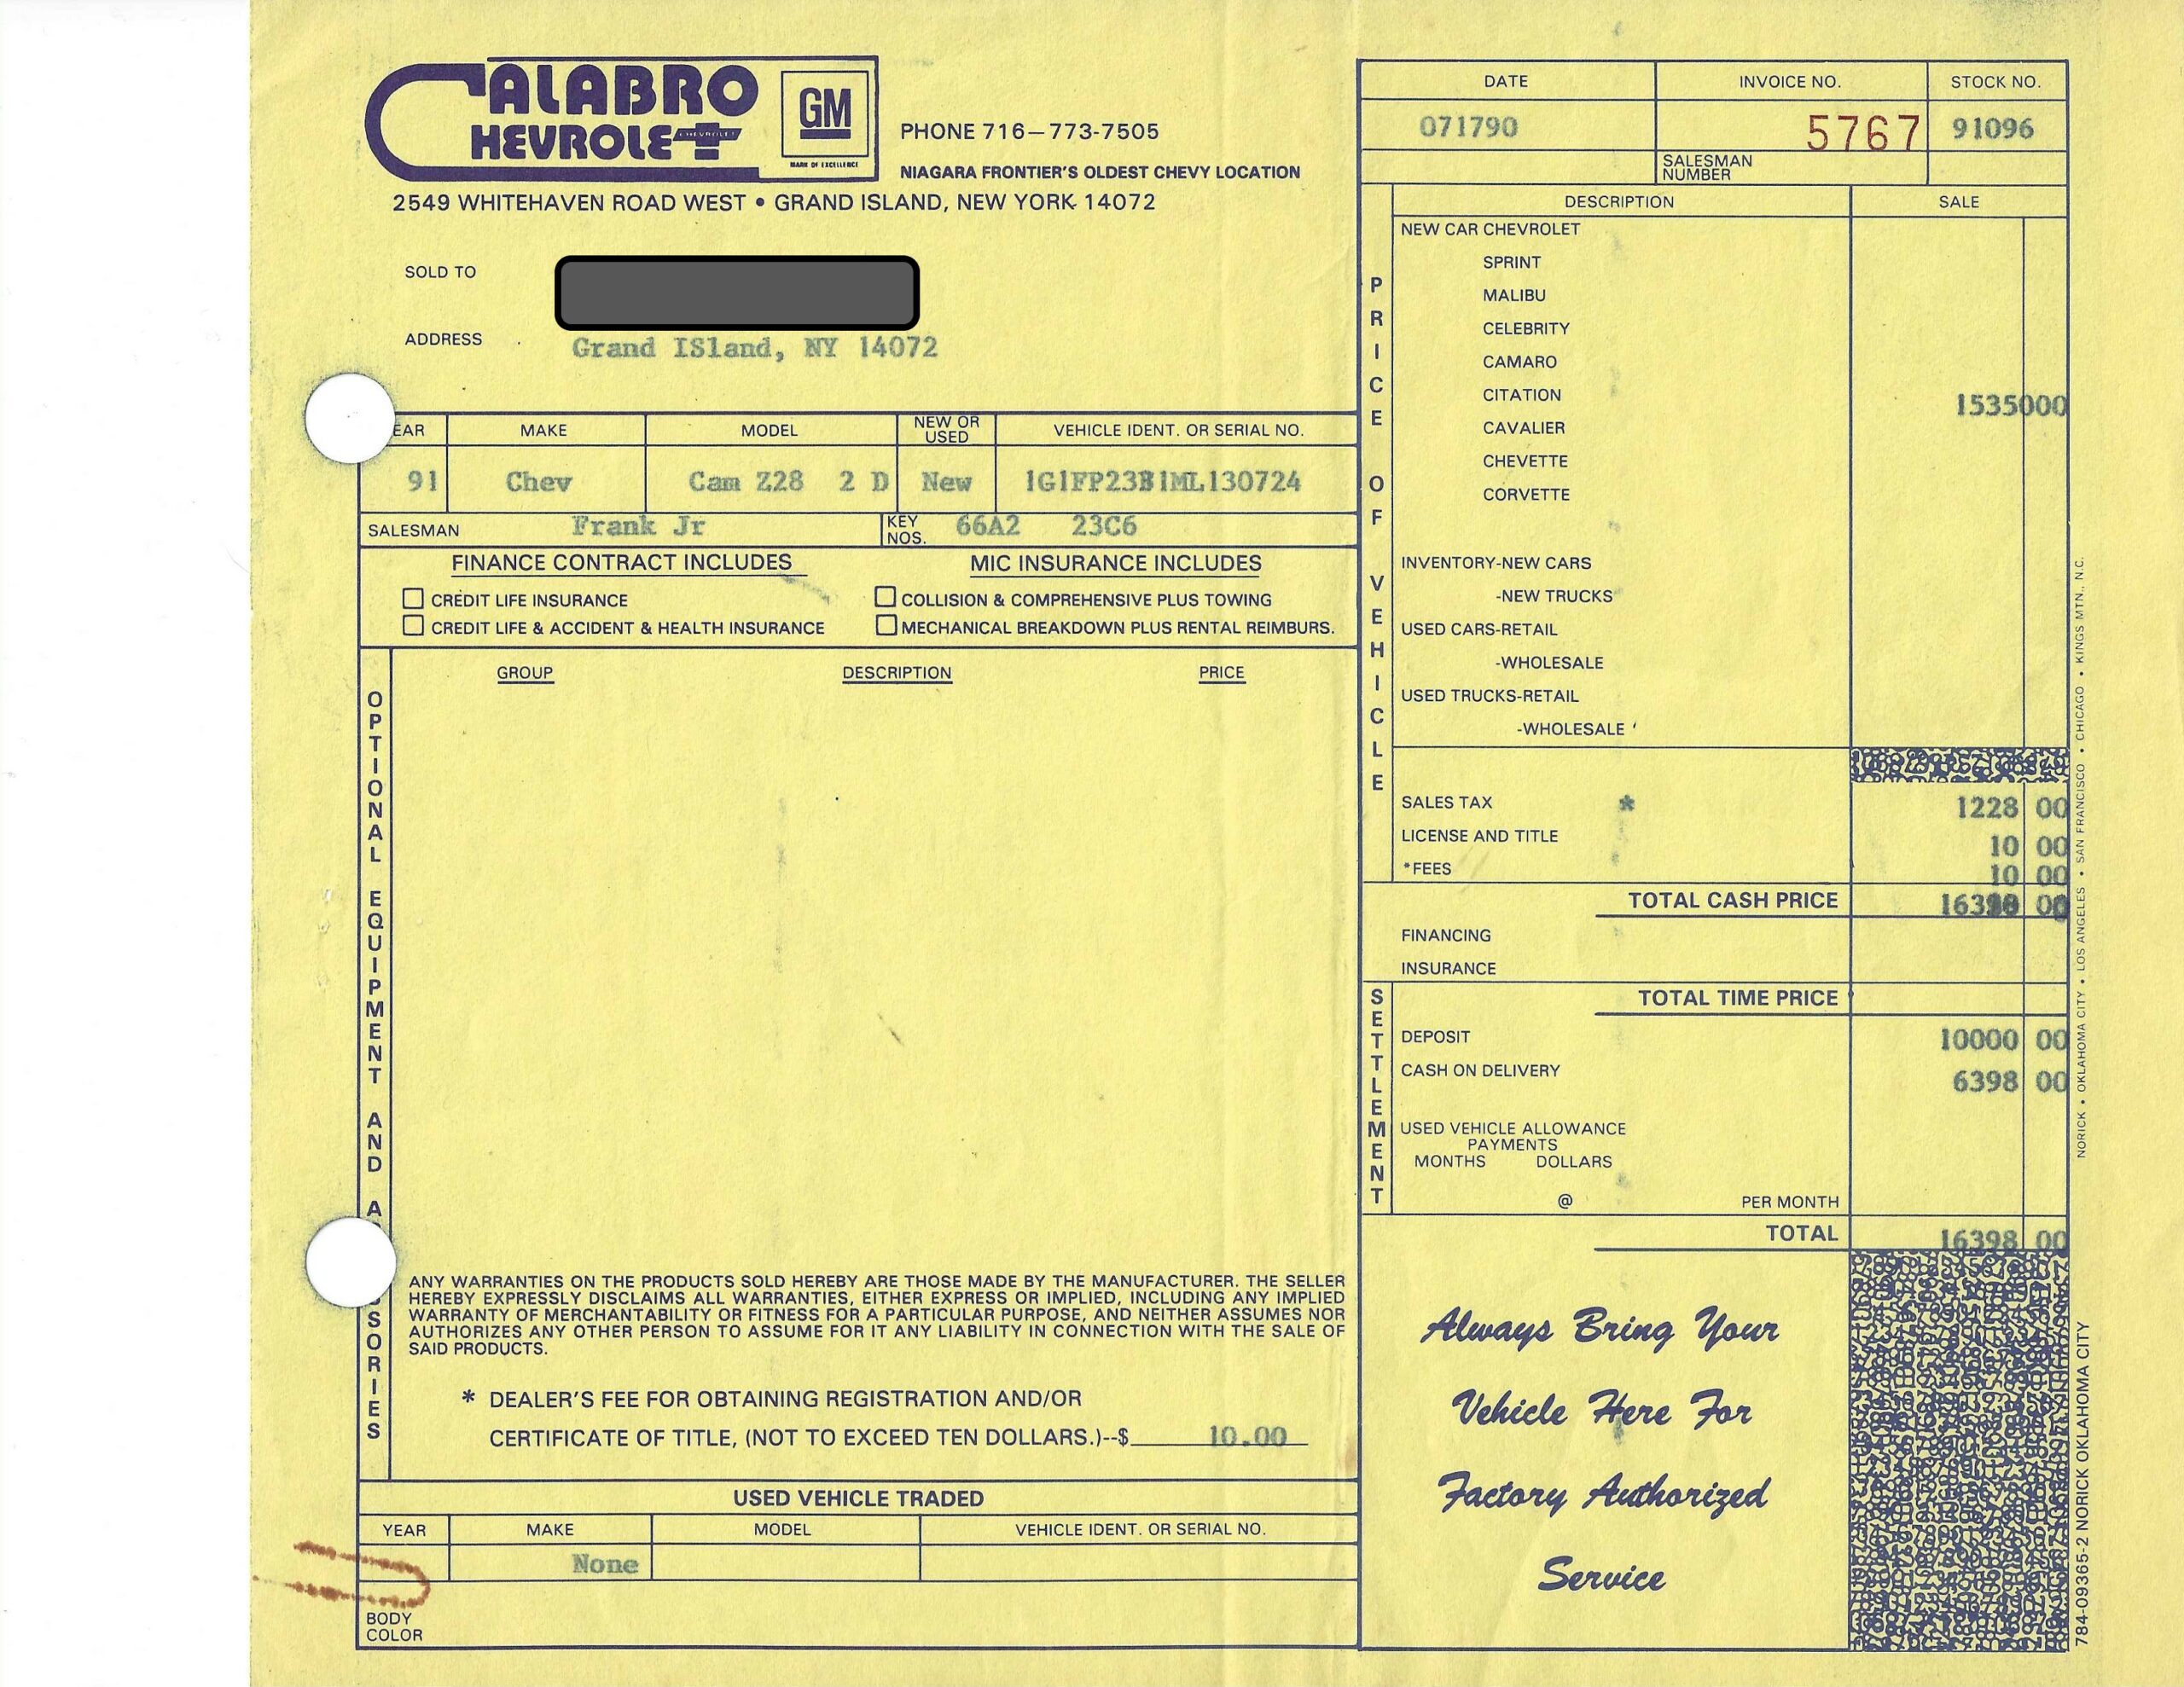 CALABRO
CHEVROLET
CHEVROLET
GM
MARK OF EXCELLENCE
PHONE 716-773-7505
NIAGARA FRONTIER'S OLDEST CHEVY LOCATION
2549 WHITEHAVEN ROAD WEST • GRAND ISLAND, NEW YORK 14072
DATE INVOICE NO. STOCK NO.
071790 5767 91096
SALESMAN
NUMBER
SOLD TO
ADDRESS
Grand ISland, NY 14072
EAR MAKE MODEL NEW OR USED VEHICLE IDENT. OR SERIAL NO.
91 Chev Cam Z28 2 D New 1G1FP23B1ML130724
SALESMAN Frank Jr KEY NOS. 66A2 23C6
FINANCE CONTRACT INCLUDES MIC INSURANCE INCLUDES
CREDIT LIFE INSURANCE COLLISION & COMPREHENSIVE PLUS TOWING
CREDIT LIFE & ACCIDENT & HEALTH INSURANCE MECHANICAL BREAKDOWN PLUS RENTAL REIMBURS.
OPTIONAL EQUIPMENT AND A SORIES
GROUP DESCRIPTION PRICE
ANY WARRANTIES ON THE PRODUCTS SOLD HEREBY ARE THOSE MADE BY THE MANUFACTURER. THE SELLER
HEREBY EXPRESSLY DISCLAIMS ALL WARRANTIES, EITHER EXPRESS OR IMPLIED, INCLUDING ANY IMPLIED
WARRANTY OF MERCHANTABILITY OR FITNESS FOR A PARTICULAR PURPOSE, AND NEITHER ASSUMES NOR
AUTHORIZES ANY OTHER PERSON TO ASSUME FOR IT ANY LIABILITY IN CONNECTION WITH THE SALE OF
SAID PRODUCTS.
* DEALER'S FEE FOR OBTAINING REGISTRATION AND/OR
CERTIFICATE OF TITLE, (NOT TO EXCEED TEN DOLLARS.)--$ 10.00
USED VEHICLE TRADED
YEAR MAKE MODEL VEHICLE IDENT. OR SERIAL NO.
None
BODY
COLOR
PRICE OF VEHICLE
DESCRIPTION SALE
NEW CAR CHEVROLET
SPRINT
MALIBU
CELEBRITY
CAMARO
CITATION
1535000
CAVALIER
CHEVETTE
CORVETTE
INVENTORY-NEW CARS
-NEW TRUCKS
USED CARS-RETAIL
-WHOLESALE
USED TRUCKS-RETAIL
-WHOLESALE
SALES TAX * 1228 00
LICENSE AND TITLE 10 00
*FEES 10 00
TOTAL CASH PRICE
FINANCING
INSURANCE
SETTLEMENT
TOTAL TIME PRICE
DEPOSIT 10000 00
CASH ON DELIVERY 6398 00
USED VEHICLE ALLOWANCE
PAYMENTS
MONTHS DOLLARS
@ PER MONTH
TOTAL 16398 00
Always Bring Your
Vehicle Here For
Factory Authorized
Service
NORICK • OKLAHOMA CITY • LOS ANGELES • SAN FRANCISCO • CHICAGO • KINGS MTN., N.C.
784-09365-2 NORICK OKLAHOMA CITY